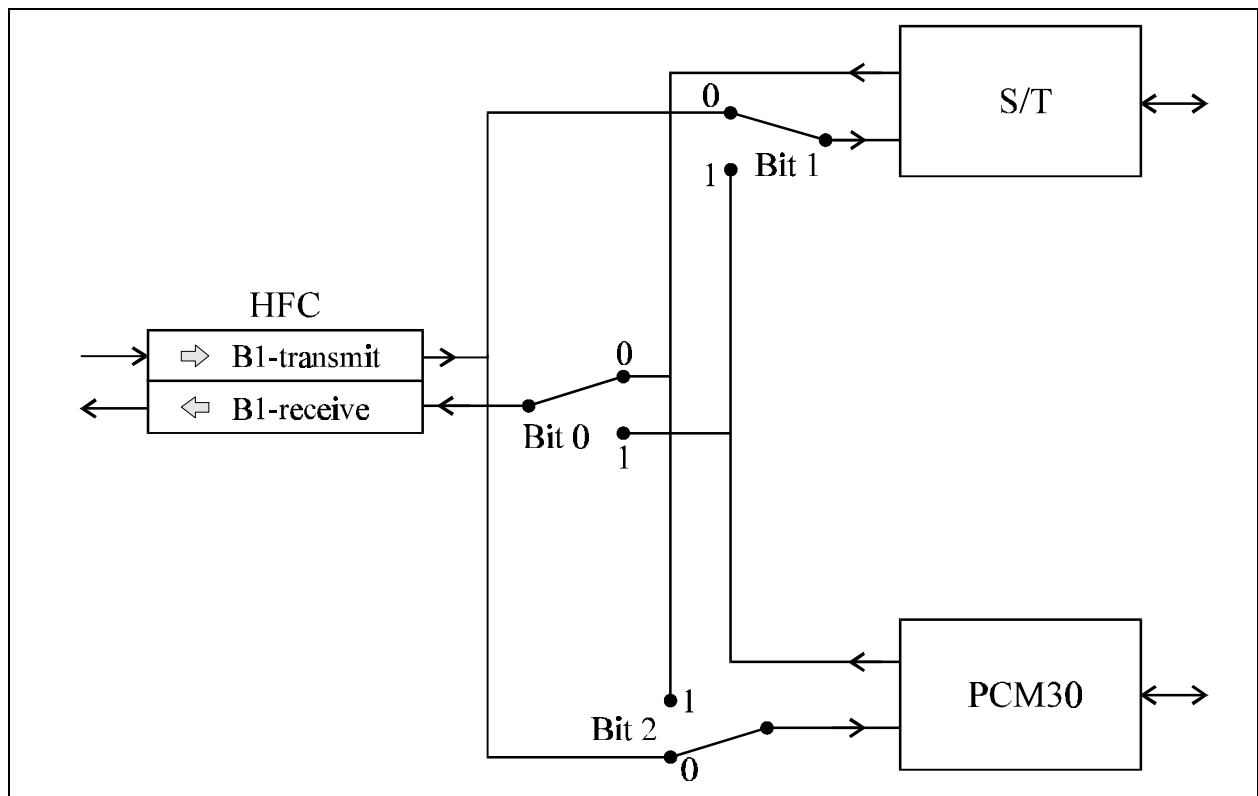 S/T
0
Bit 1
1
HFC
B1-transmit
B1-receive
0
Bit 0
1
1
Bit 2
0
PCM30